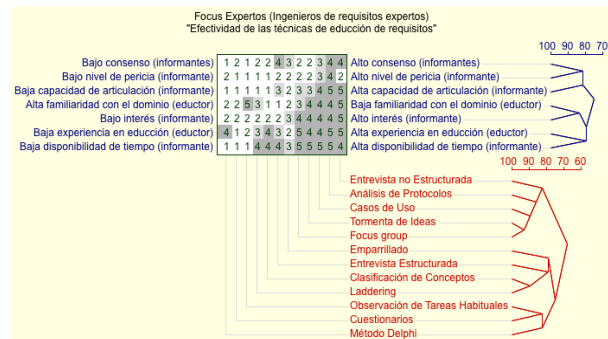 Focus Expertos (Ingenieros de requisitos expertos)
"Efectividad de las técnicas de educción de requisitos"
100 90 80 70
Bajo consenso (informantes) 1 2 1 2 2 4 3 2 2 3 4 4 Alto consenso (informantes)
Bajo nivel de pericia (informante) 2 1 1 1 1 1 2 2 2 3 4 2 Alto nivel de pericia (informante)
Baja capacidad de articulación (informante) 1 1 1 1 1 3 2 3 3 4 5 5 Alta capacidad de articulación (informante)
Alta familiaridad con el dominio (eductor) 2 2 5 3 1 1 2 3 4 4 4 5 Baja familiaridad con el dominio (eductor)
Bajo interés (informante) 2 2 2 2 2 2 3 4 4 4 4 5 Alto interés (informante)
Baja experiencia en educción (eductor) 4 1 2 3 4 3 2 5 4 4 4 5 Alta experiencia en educción (eductor)
Baja disponibilidad de tiempo (informante) 1 1 1 4 4 4 3 5 5 5 5 4 Alta disponibilidad de tiempo (informante)
100 90 80 70 60
Entrevista no Estructurada
Análisis de Protocolos
Casos de Uso
Tormenta de Ideas
Focus group
Emparrillado
Entrevista Estructurada
Clasificación de Conceptos
Laddering
Observación de Tareas Habituales
Cuestionarios
Método Delphi